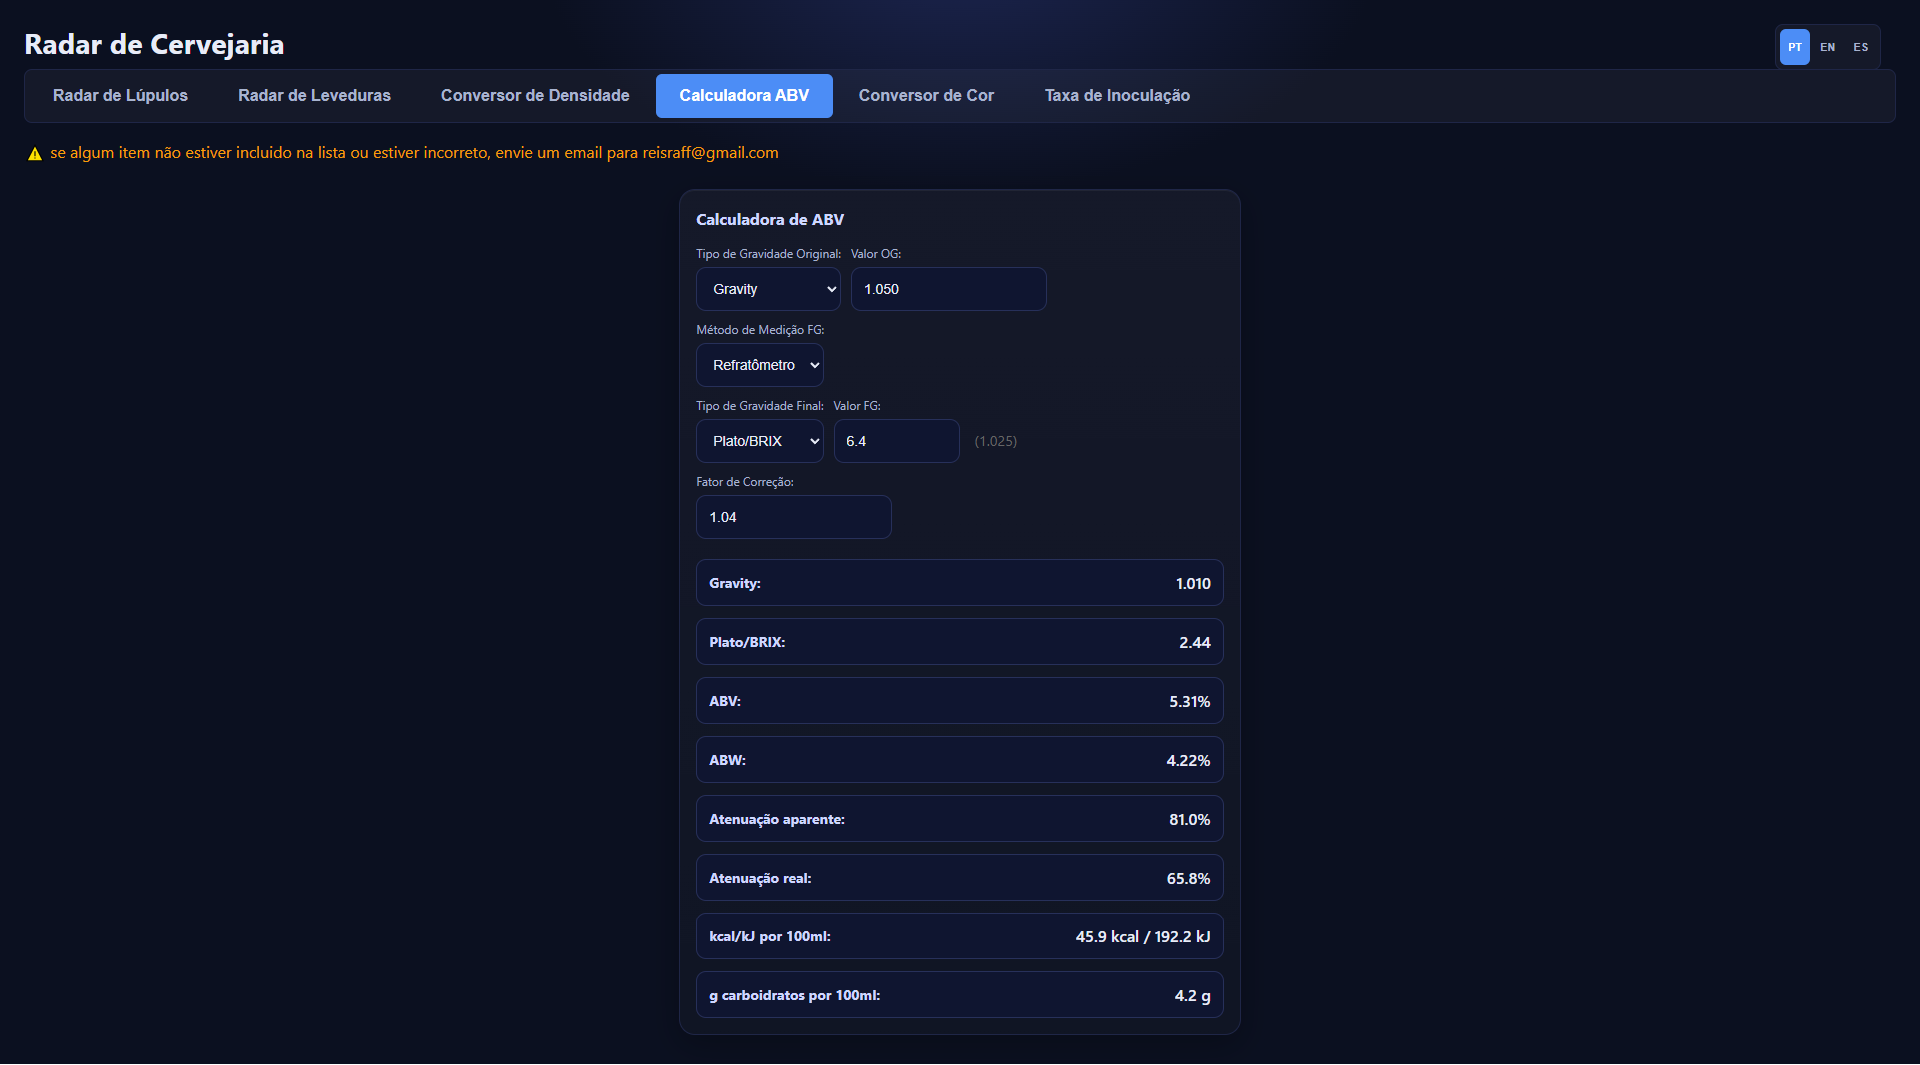 Radar de Cervejaria
PT EN ES
Radar de Lúpulos Radar de Leveduras Conversor de Densidade Calculadora ABV Conversor de Cor Taxa de Inoculação
⚠ se algum item não estiver incluido na lista ou estiver incorreto, envie um email para reisraff@gmail.com
Calculadora de ABV
Tipo de Gravidade Original: Valor OG:
Gravity 1.050
Método de Medição FG:
Refratômetro
Tipo de Gravidade Final: Valor FG:
Plato/BRIX 6.4 (1.025)
Fator de Correção:
1.04
Gravity: 1.010
Plato/BRIX: 2.44
ABV: 5.31%
ABW: 4.22%
Atenuação aparente: 81.0%
Atenuação real: 65.8%
kcal/kJ por 100ml: 45.9 kcal / 192.2 kJ
g carboidratos por 100ml: 4.2 g